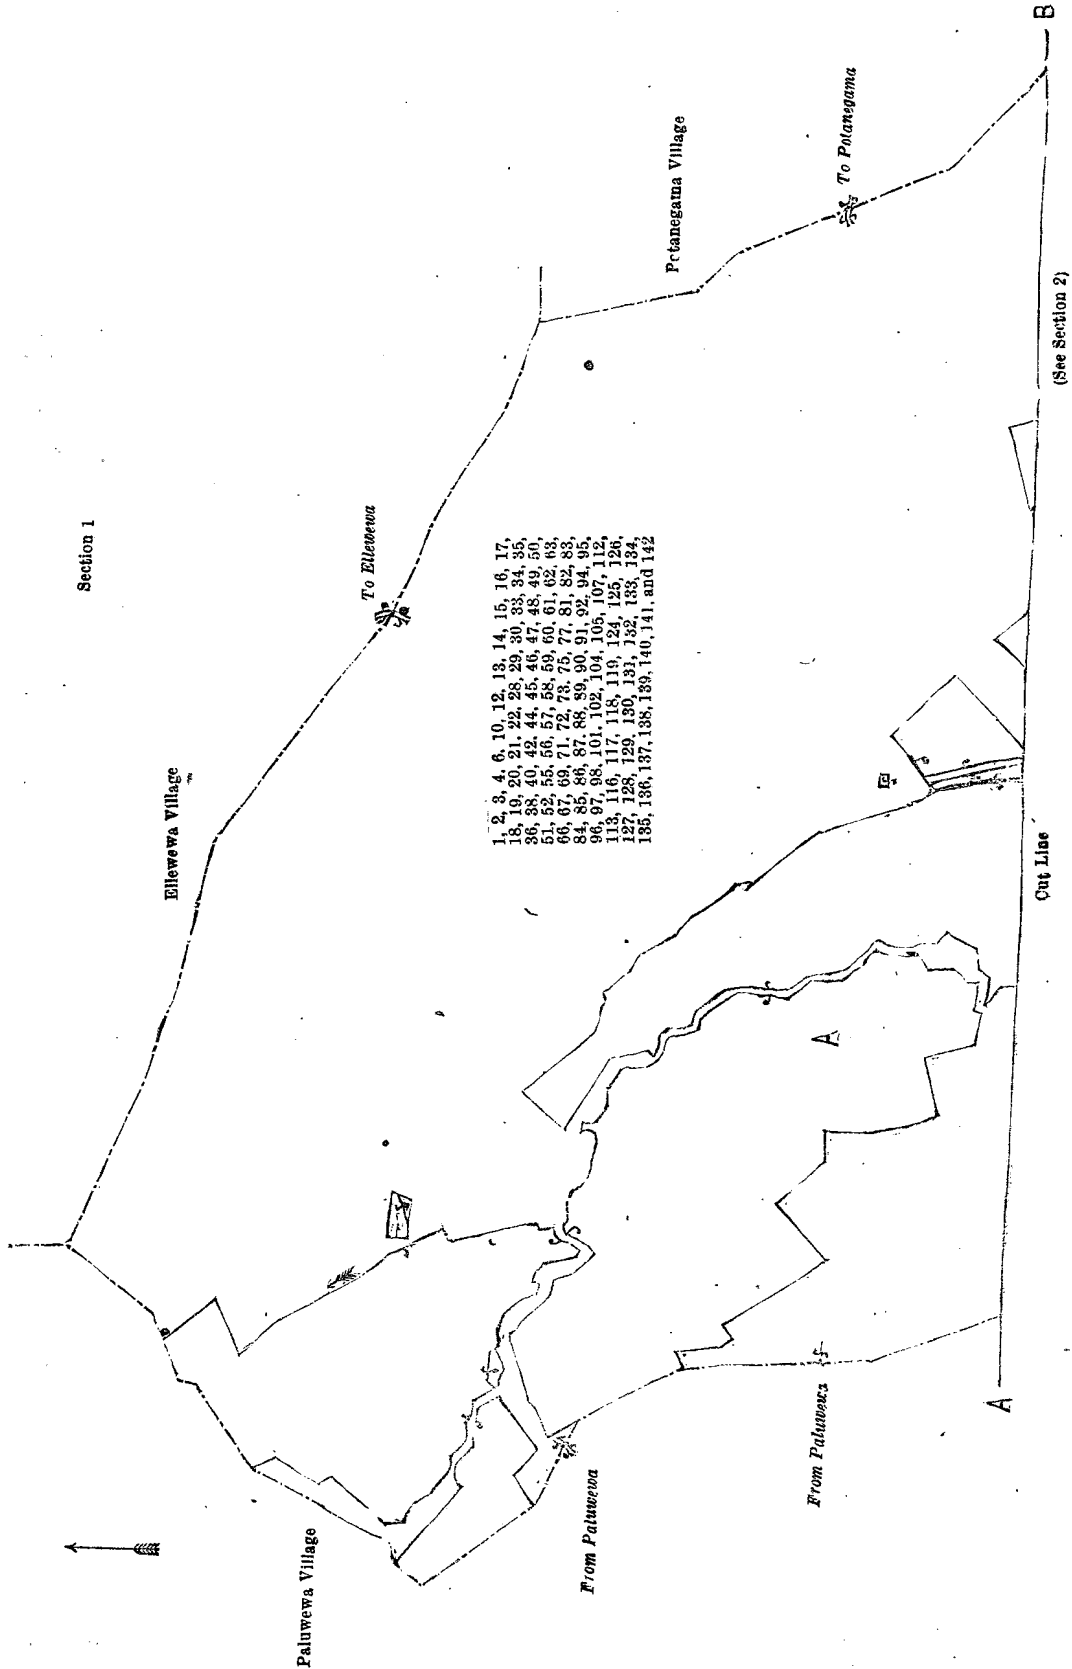 Section 1
Ellewewa Village
To Ellewewa
Paluwewa Village
Potanegama Village
To Potanegama
1, 2, 3, 4, 6, 10, 12, 13, 14, 15, 16, 17,
18, 19, 20, 21, 22, 28, 29, 30, 33, 34, 35,
36, 38, 40, 42, 44, 45, 46, 47, 48, 49, 50,
51, 52, 55, 56, 57, 58, 59, 60, 61, 62, 63,
66, 67, 69, 71, 72, 73, 75, 77, 81, 82, 83,
84, 85, 86, 87, 88, 89, 90, 91, 92, 94, 95,
96, 97, 98, 101, 102, 104, 105, 107, 112,
113, 116, 117, 118, 119, 124, 125, 126,
127, 128, 129, 130, 131, 132, 133, 134,
135, 136, 137, 138, 139, 140, 141, and 142
From Paluwewa
A
From Paluwewa
A
Cut Line
(See Section 2)
B